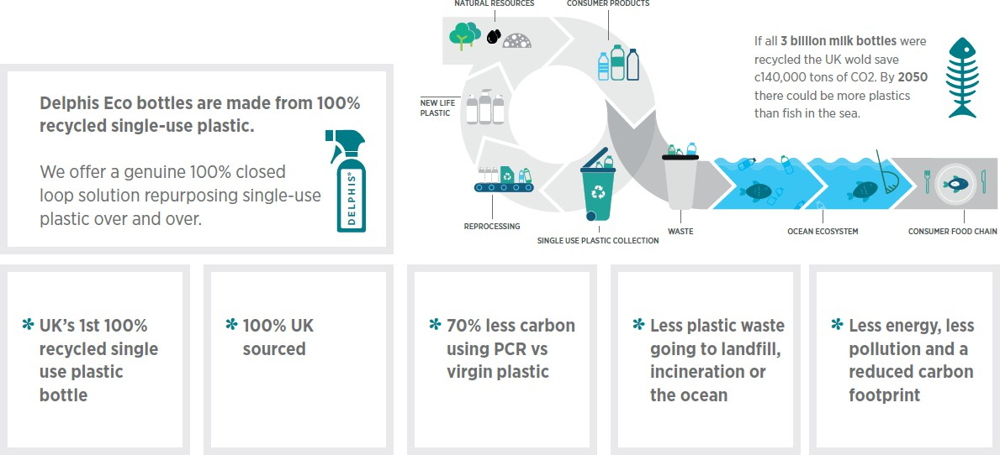 NATURAL RESOURCES
CONSUMER PRODUCTS
If all 3 billion milk bottles were
recycled the UK wold save
c140,000 tons of CO2. By 2050
there could be more plastics
than fish in the sea.
Delphis Eco bottles are made from 100%
recycled single-use plastic.
We offer a genuine 100% closed
loop solution repurposing single-use
plastic over and over.
DELPHIS*
NEW LIFE
PLASTIC
REPROCESSING
SINGLE USE PLASTIC COLLECTION
WASTE
OCEAN ECOSYSTEM
CONSUMER FOOD CHAIN
* UK's 1st 100%
recycled single
use plastic
bottle
* 100% UK
sourced
* 70% less carbon
using PCR vs
virgin plastic
* Less plastic waste
going to landfill,
incineration or
the ocean
* Less energy, less
pollution and a
reduced carbon
footprint